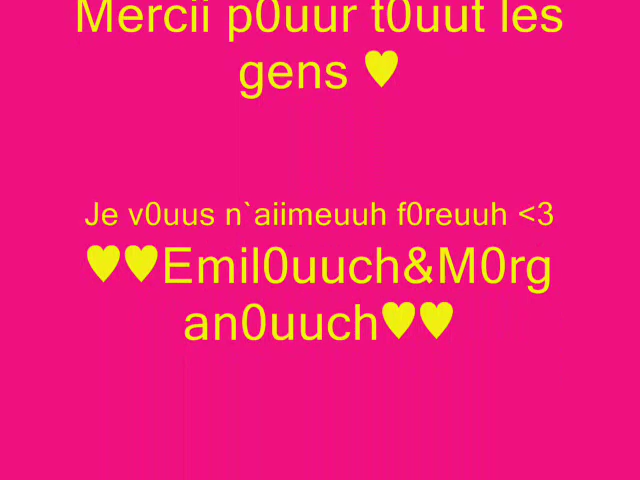 Mercii p0uur t0uut les
gens ♥
Je v0uus n`aiimeuuh f0reuuh <3
♥♥Emil0uuch&M0rg
an0uuch♥♥